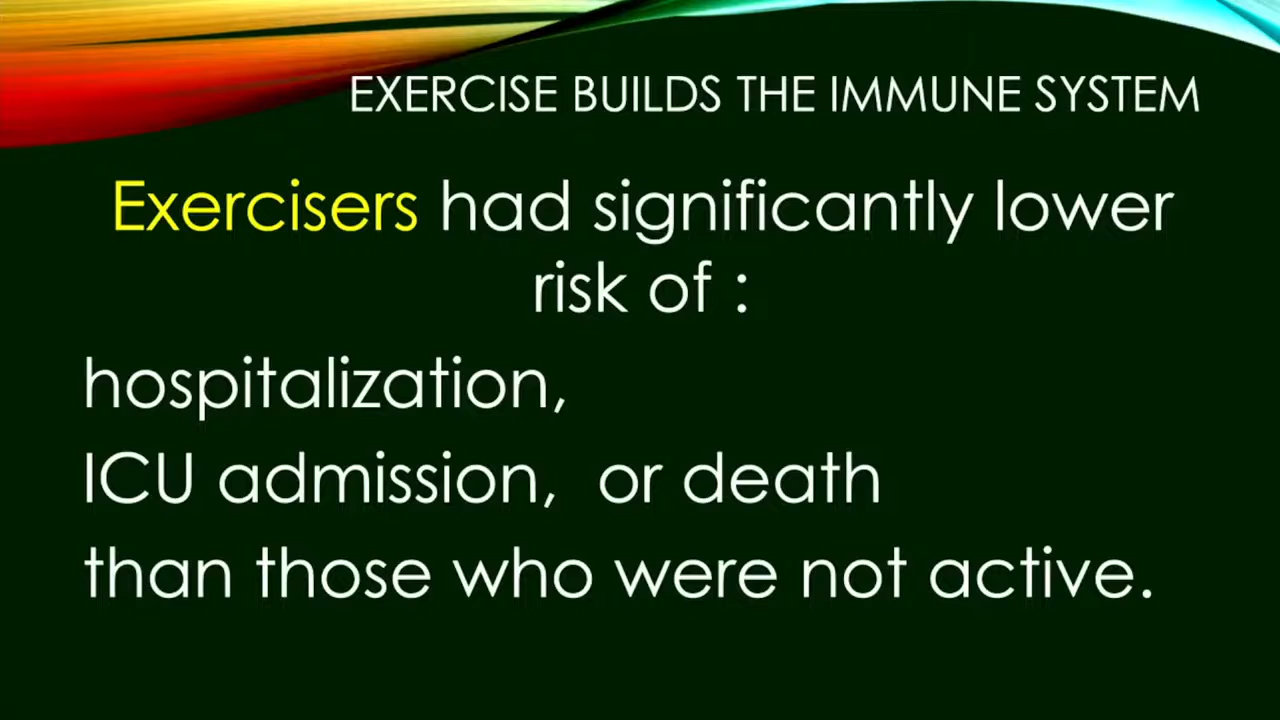 EXERCISE BUILDS THE IMMUNE SYSTEM
Exercisers had significantly lower
risk of :
hospitalization,
ICU admission,  or death
than those who were not active.